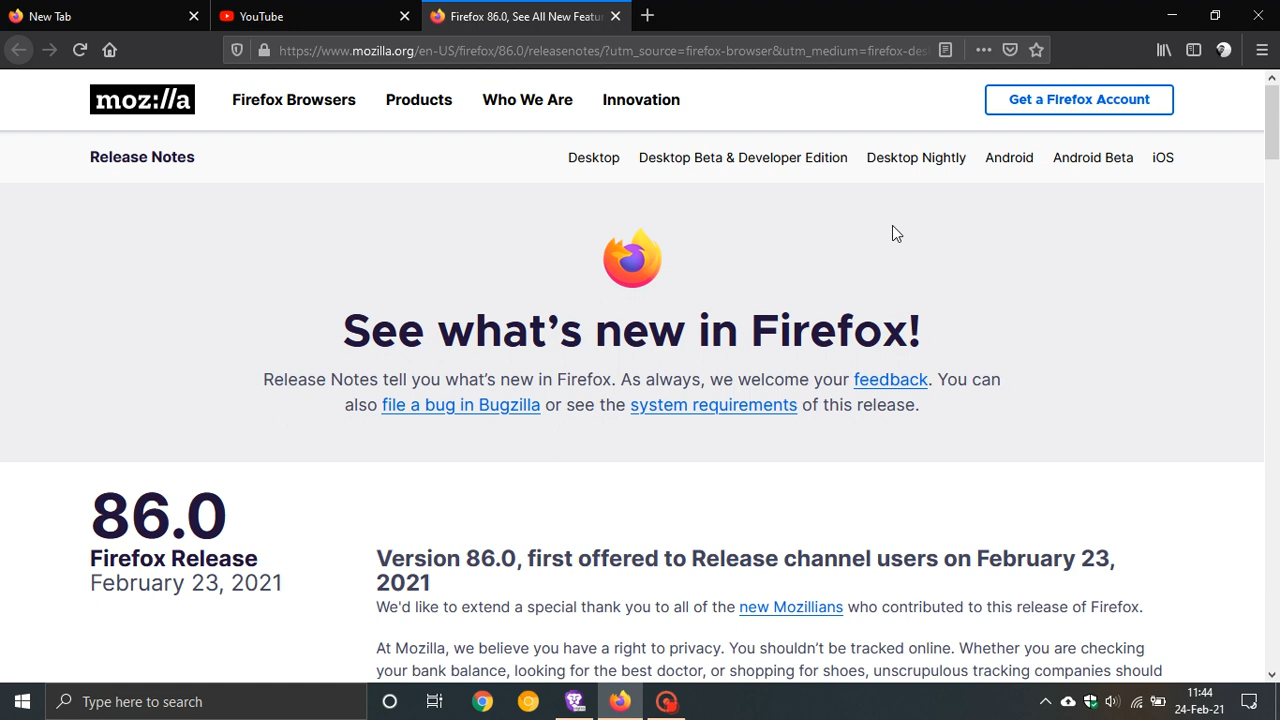 New Tab
YouTube
Firefox 86.0, See All New Featu
https://www.mozilla.org/en-US/firefox/86.0/releasenotes/?utm_source=firefox-browser&utm_medium=firefox-des
moz://a
Firefox Browsers
Products
Who We Are
Innovation
Get a Firefox Account
Release Notes
Desktop
Desktop Beta & Developer Edition
Desktop Nightly
Android
Android Beta
iOS
See what's new in Firefox!
Release Notes tell you what's new in Firefox. As always, we welcome your feedback. You can
also file a bug in Bugzilla or see the system requirements of this release.
86.0
Firefox Release
February 23, 2021
Version 86.0, first offered to Release channel users on February 23,
2021
We'd like to extend a special thank you to all of the new Mozillians who contributed to this release of Firefox.
At Mozilla, we believe you have a right to privacy. You shouldn't be tracked online. Whether you are checking
your bank balance, looking for the best doctor, or shopping for shoes, unscrupulous tracking companies should
Type here to search
11:44
24-Feb-21